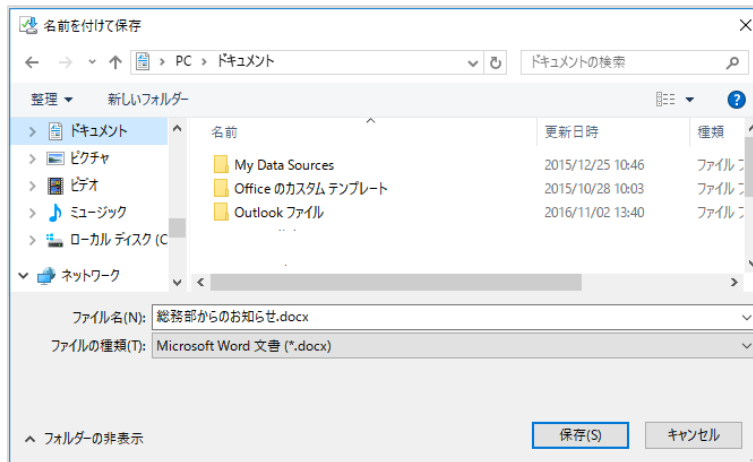 名前を付けて保存
PC > ドキュメント ドキュメントの検索
整理 新しいフォルダー
ドキュメント 名前 更新日時 種類
ピクチャ My Data Sources 2015/12/25 10:46 ファイル フ
ビデオ Office のカスタム テンプレート 2015/10/28 10:03 ファイル フ
ミュージック Outlook ファイル 2016/11/02 13:40 ファイル フ
ローカル ディスク (C
ネットワーク
ファイル名(N): 総務部からのお知らせ.docx
ファイルの種類(T): Microsoft Word 文書 (*.docx)
フォルダーの非表示 保存(S) キャンセル